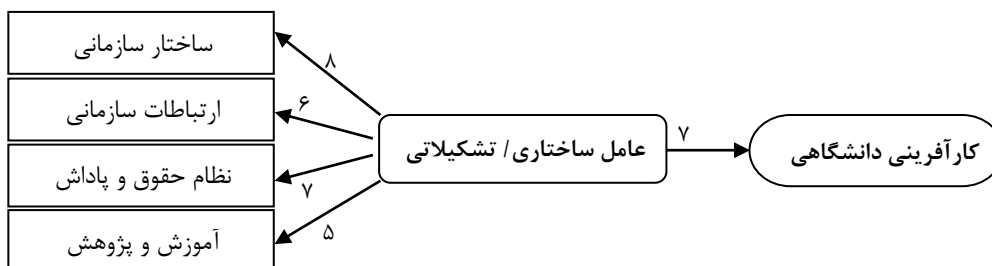 ساختار سازمانی
۸
ارتباطات سازمانی
۶
عامل ساختاری/ تشکیلاتی
۷
کارآفرینی دانشگاهی
نظام حقوق و پاداش
۷
آموزش و پژوهش
۵